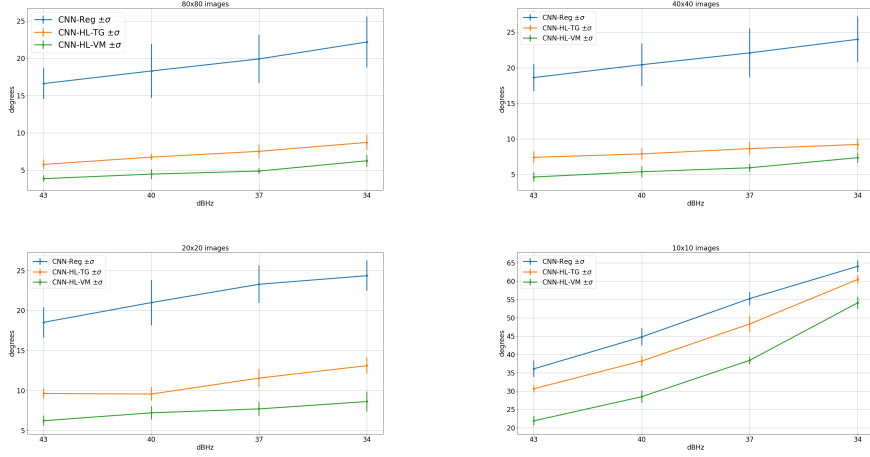 80x80 images
CNN-Reg ±σ
CNN-HL-TG ±σ
CNN-HL-VM ±σ
25
20
15
10
5
degrees
43
40
37
34
dBHz
40x40 images
CNN-Reg ±σ
CNN-HL-TG ±σ
CNN-HL-VM ±σ
25
20
15
10
5
degrees
43
40
37
34
dBHz
20x20 images
CNN-Reg ±σ
CNN-HL-TG ±σ
CNN-HL-VM ±σ
25
20
15
10
5
degrees
43
40
37
34
dBHz
10x10 images
CNN-Reg ±σ
CNN-HL-TG ±σ
CNN-HL-VM ±σ
65
60
55
50
45
40
35
30
25
20
degrees
43
40
37
34
dBHz